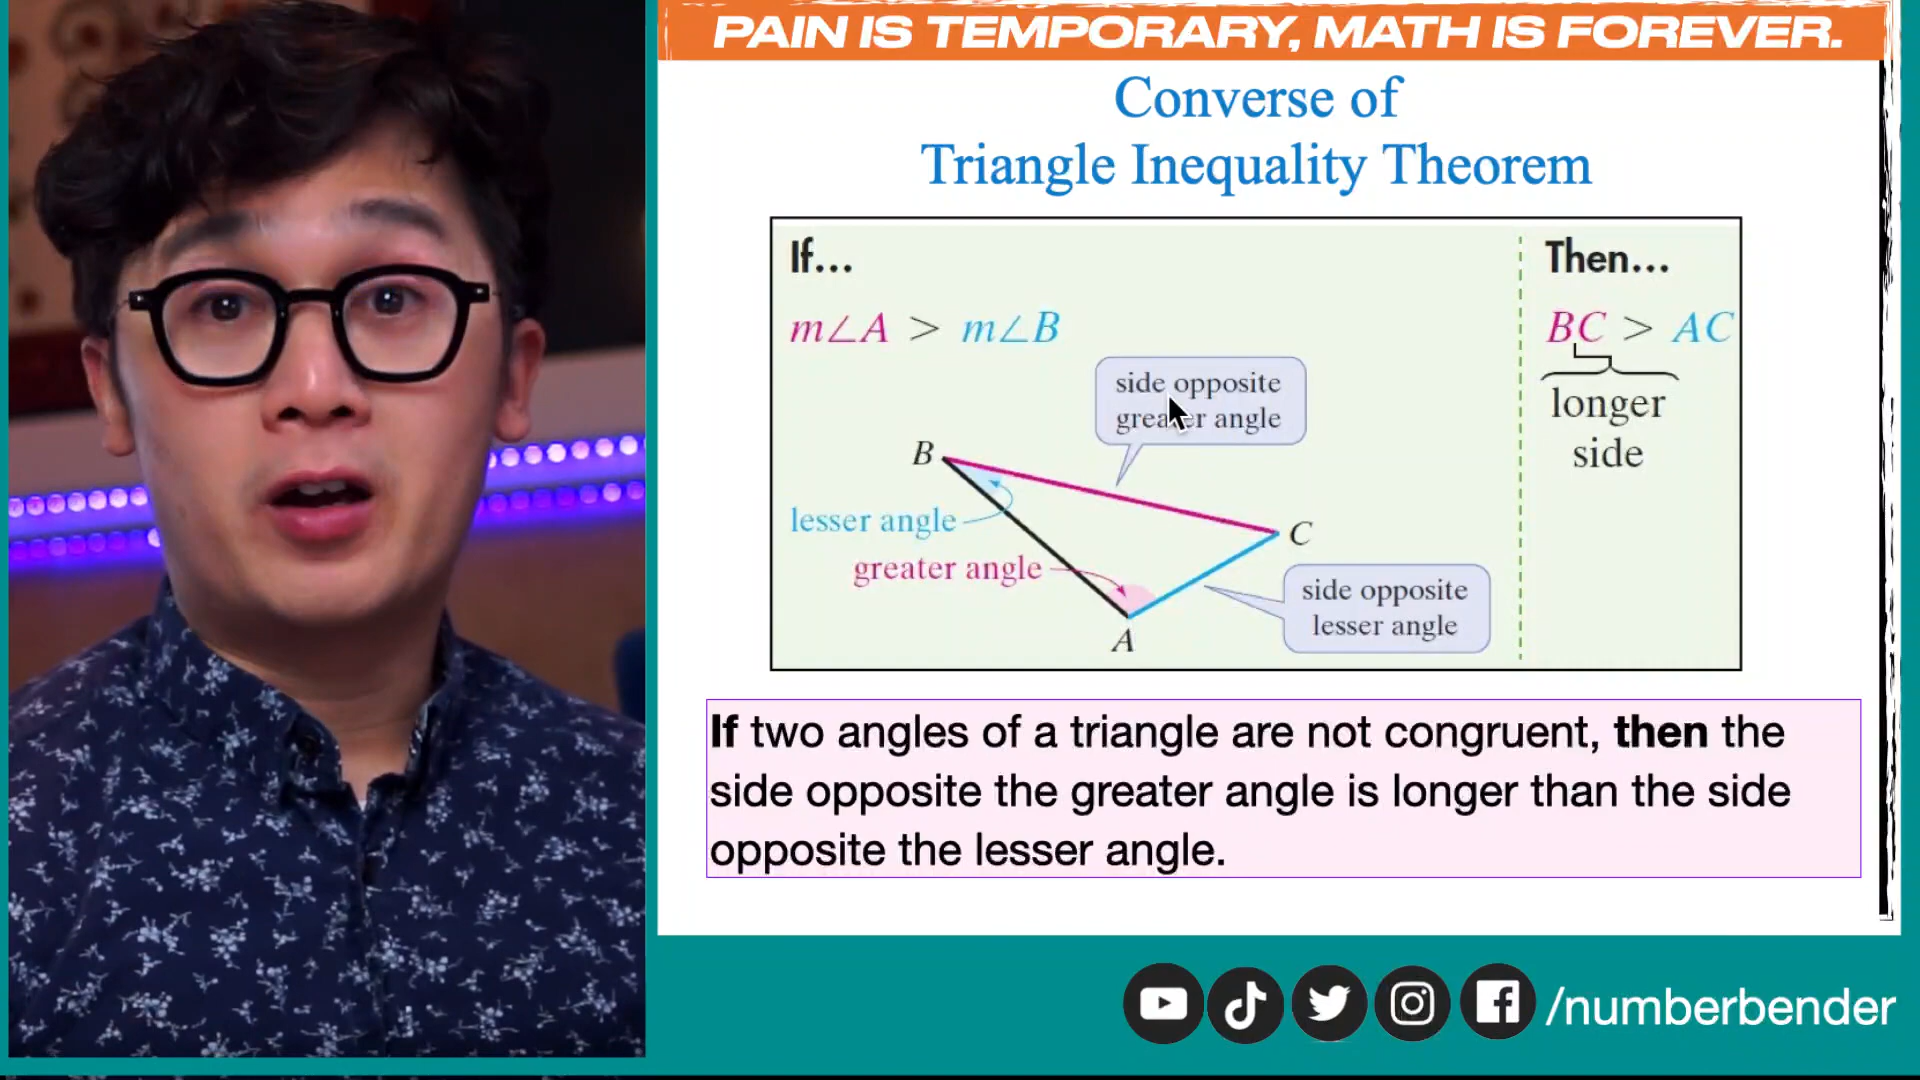 PAIN IS TEMPORARY, MATH IS FOREVER.
Converse of
Triangle Inequality Theorem
If...
m∠A > m∠B
Then...
BC > AC
longer
side
side opposite
greater angle
B
lesser angle
C
greater angle
side opposite
lesser angle
A
If two angles of a triangle are not congruent, then the
side opposite the greater angle is longer than the side
opposite the lesser angle.
/numberbender